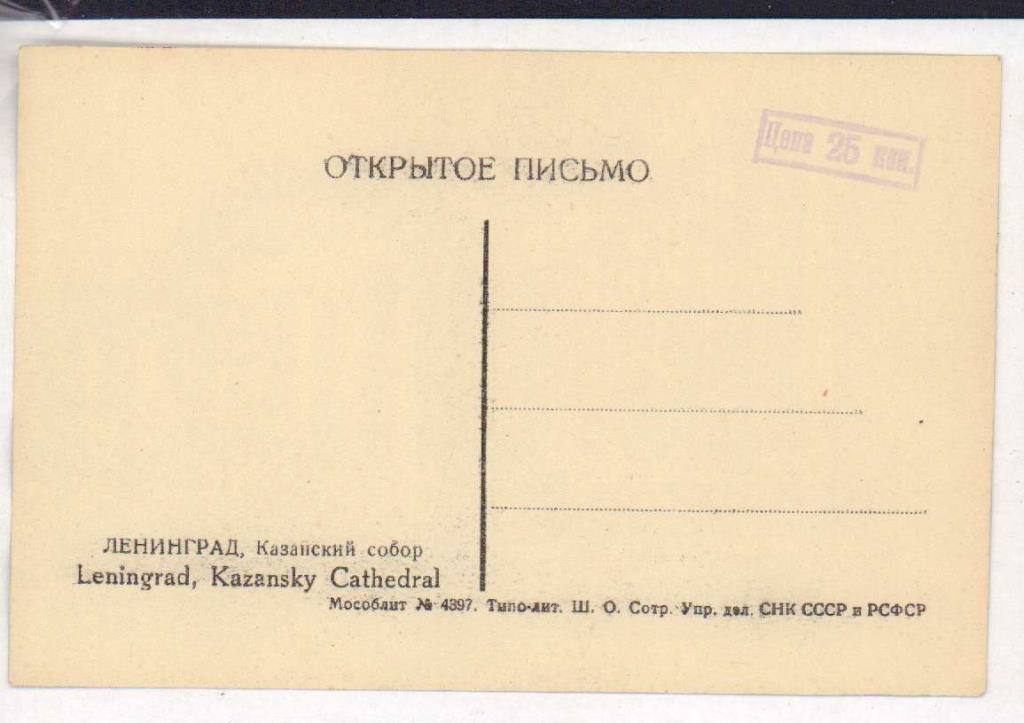 Цена 25 коп.
ОТКРЫТОЕ ПИСЬМО
ЛЕНИНГРАД, Казанский собор
Leningrad, Kazansky Cathedral
Мособлит № 4397. Типо-лит. Ш. О. Сотр. Упр. дел. СНК СССР и РСФСР